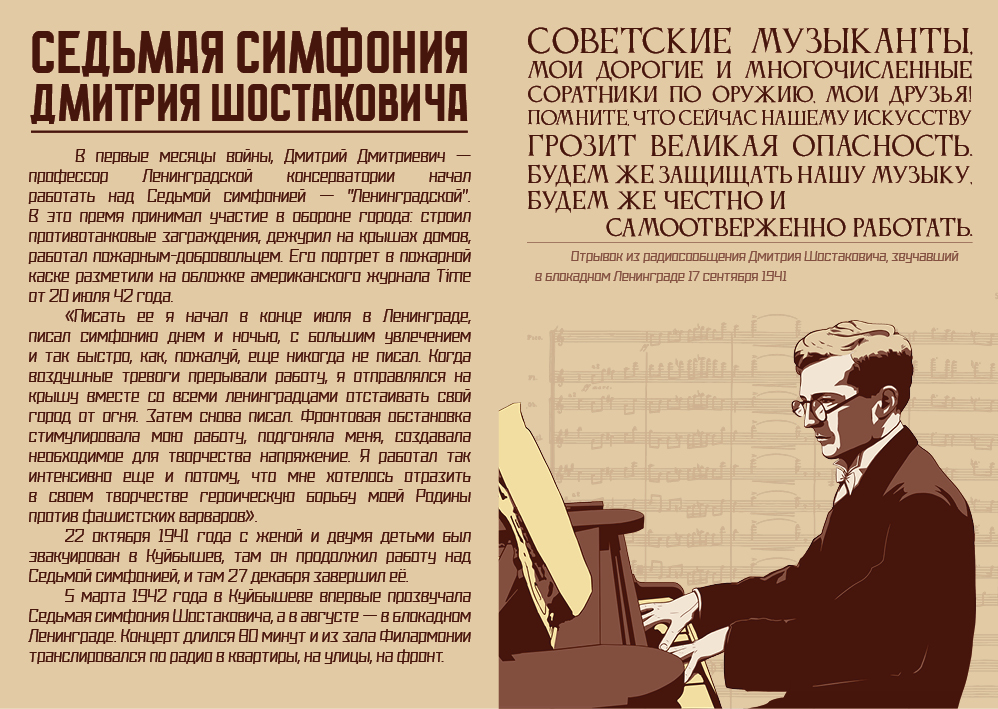 СЕДЬМАЯ СИМФОНИЯ
ДМИТРИЯ ШОСТАКОВИЧА
В первые месяцы войны, Дмитрий Дмитриевич —
профессор Ленинградской консерватории начал
работать над Седьмой симфонией — "Ленинградской".
В это премя принимал участие в обороне города: строил
противотанковые заграждения, дежурил на крышах домов,
работал пожарным-добровольцем. Его портрет в пожарной
каске разметили на обложке американского журнала Time
от 20 июля 42 года.
«Писать ее я начал в конце июля в Ленинграде,
писал симфонию днем и ночью, с большим увлечением
и так быстро, как, пожалуй, еще никогда не писал. Когда
воздушные тревоги прерывали работу, я отправлялся на
крышу вместе со всеми ленинградцами отстаивать свой
город от огня. Затем снова писал. Фронтовая обстановка
стимулировала мою работу, подгоняла меня, создавала
необходимое для творчества напряжение. Я работал так
интенсивно еще и потому, что мне хотелось отразить
в своем творчестве героическую борьбу моей Родины
против фашистских варваров».
22 октября 1941 года с женой и двумя детьми был
эвакуирован в Куйбышев, там он продолжил работу над
Седьмой симфонией, и там 27 декабря завершил её.
5 марта 1942 года в Куйбышеве впервые прозвучала
Седьмая симфония Шостаковича, а в августе — в блокадном
Ленинграде. Концерт длился 80 минут и из зала Филармонии
транслировался по радио в квартиры, на улицы, на фронт.
СОВЕТСКИЕ МУЗЫКАНТЫ,
МОИ ДОРОГИЕ И МНОГОЧИСЛЕННЫЕ
СОРАТНИКИ ПО ОРУЖИЮ, МОИ ДРУЗЬЯ!
ПОМНИТЕ, ЧТО СЕЙЧАС НАШЕМУ ИСКУССТВУ
ГРОЗИТ ВЕЛИКАЯ ОПАСНОСТЬ.
БУДЕМ ЖЕ ЗАЩИЩАТЬ НАШУ МУЗЫКУ,
БУДЕМ ЖЕ ЧЕСТНО И
САМООТВЕРЖЕННО РАБОТАТЬ.
Отрывок из радиосообщения Дмитрия Шостаковича, звучавший
в блокадном Ленинграде 17 сентября 1941